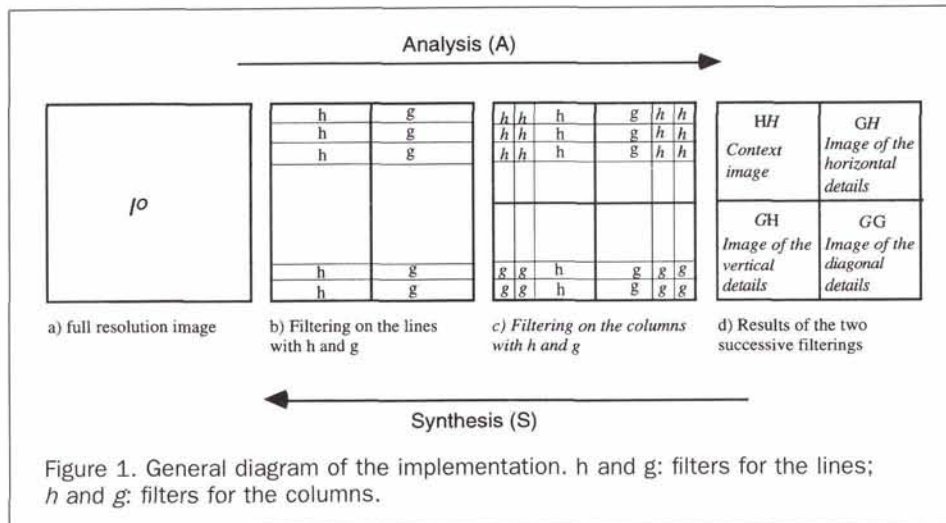 Analysis (A)
Io
h g
h g
h g
h g
h g
h h h g h h
h h h g h h
h h h g h h
g g h g g g
g g h g g g
HH
Context
image
GH
Image of the
horizontal
details
GH
Image of the
vertical
details
GG
Image of the
diagonal
details
a) full resolution image
b) Filtering on the lines
with h and g
c) Filtering on the columns
with h and g
d) Results of the two
successive filterings
Synthesis (S)
Figure 1. General diagram of the implementation. h and g: filters for the lines;
h and g: filters for the columns.